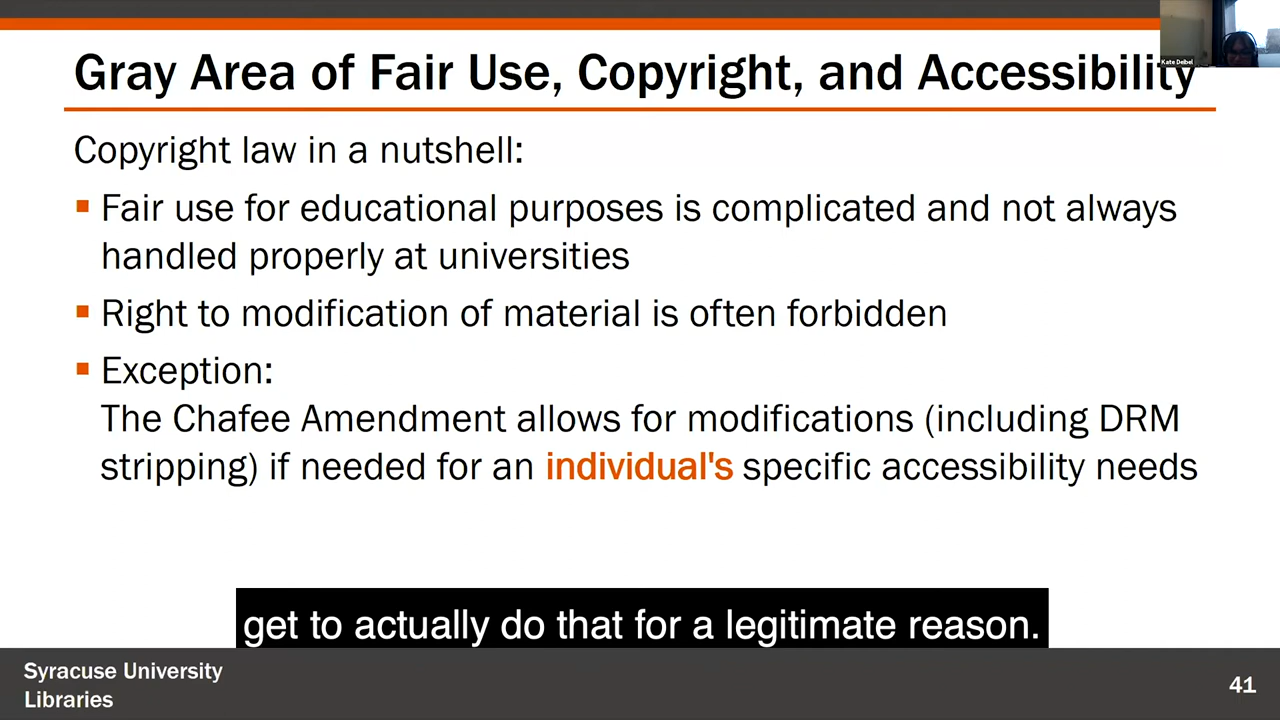 Gray Area of Fair Use, Copyright, and Accessibility
Kate Deibel
Copyright law in a nutshell:
▪ Fair use for educational purposes is complicated and not always
handled properly at universities
▪ Right to modification of material is often forbidden
▪ Exception:
The Chafee Amendment allows for modifications (including DRM
stripping) if needed for an individual's specific accessibility needs
get to actually do that for a legitimate reason.
Syracuse University
Libraries
41